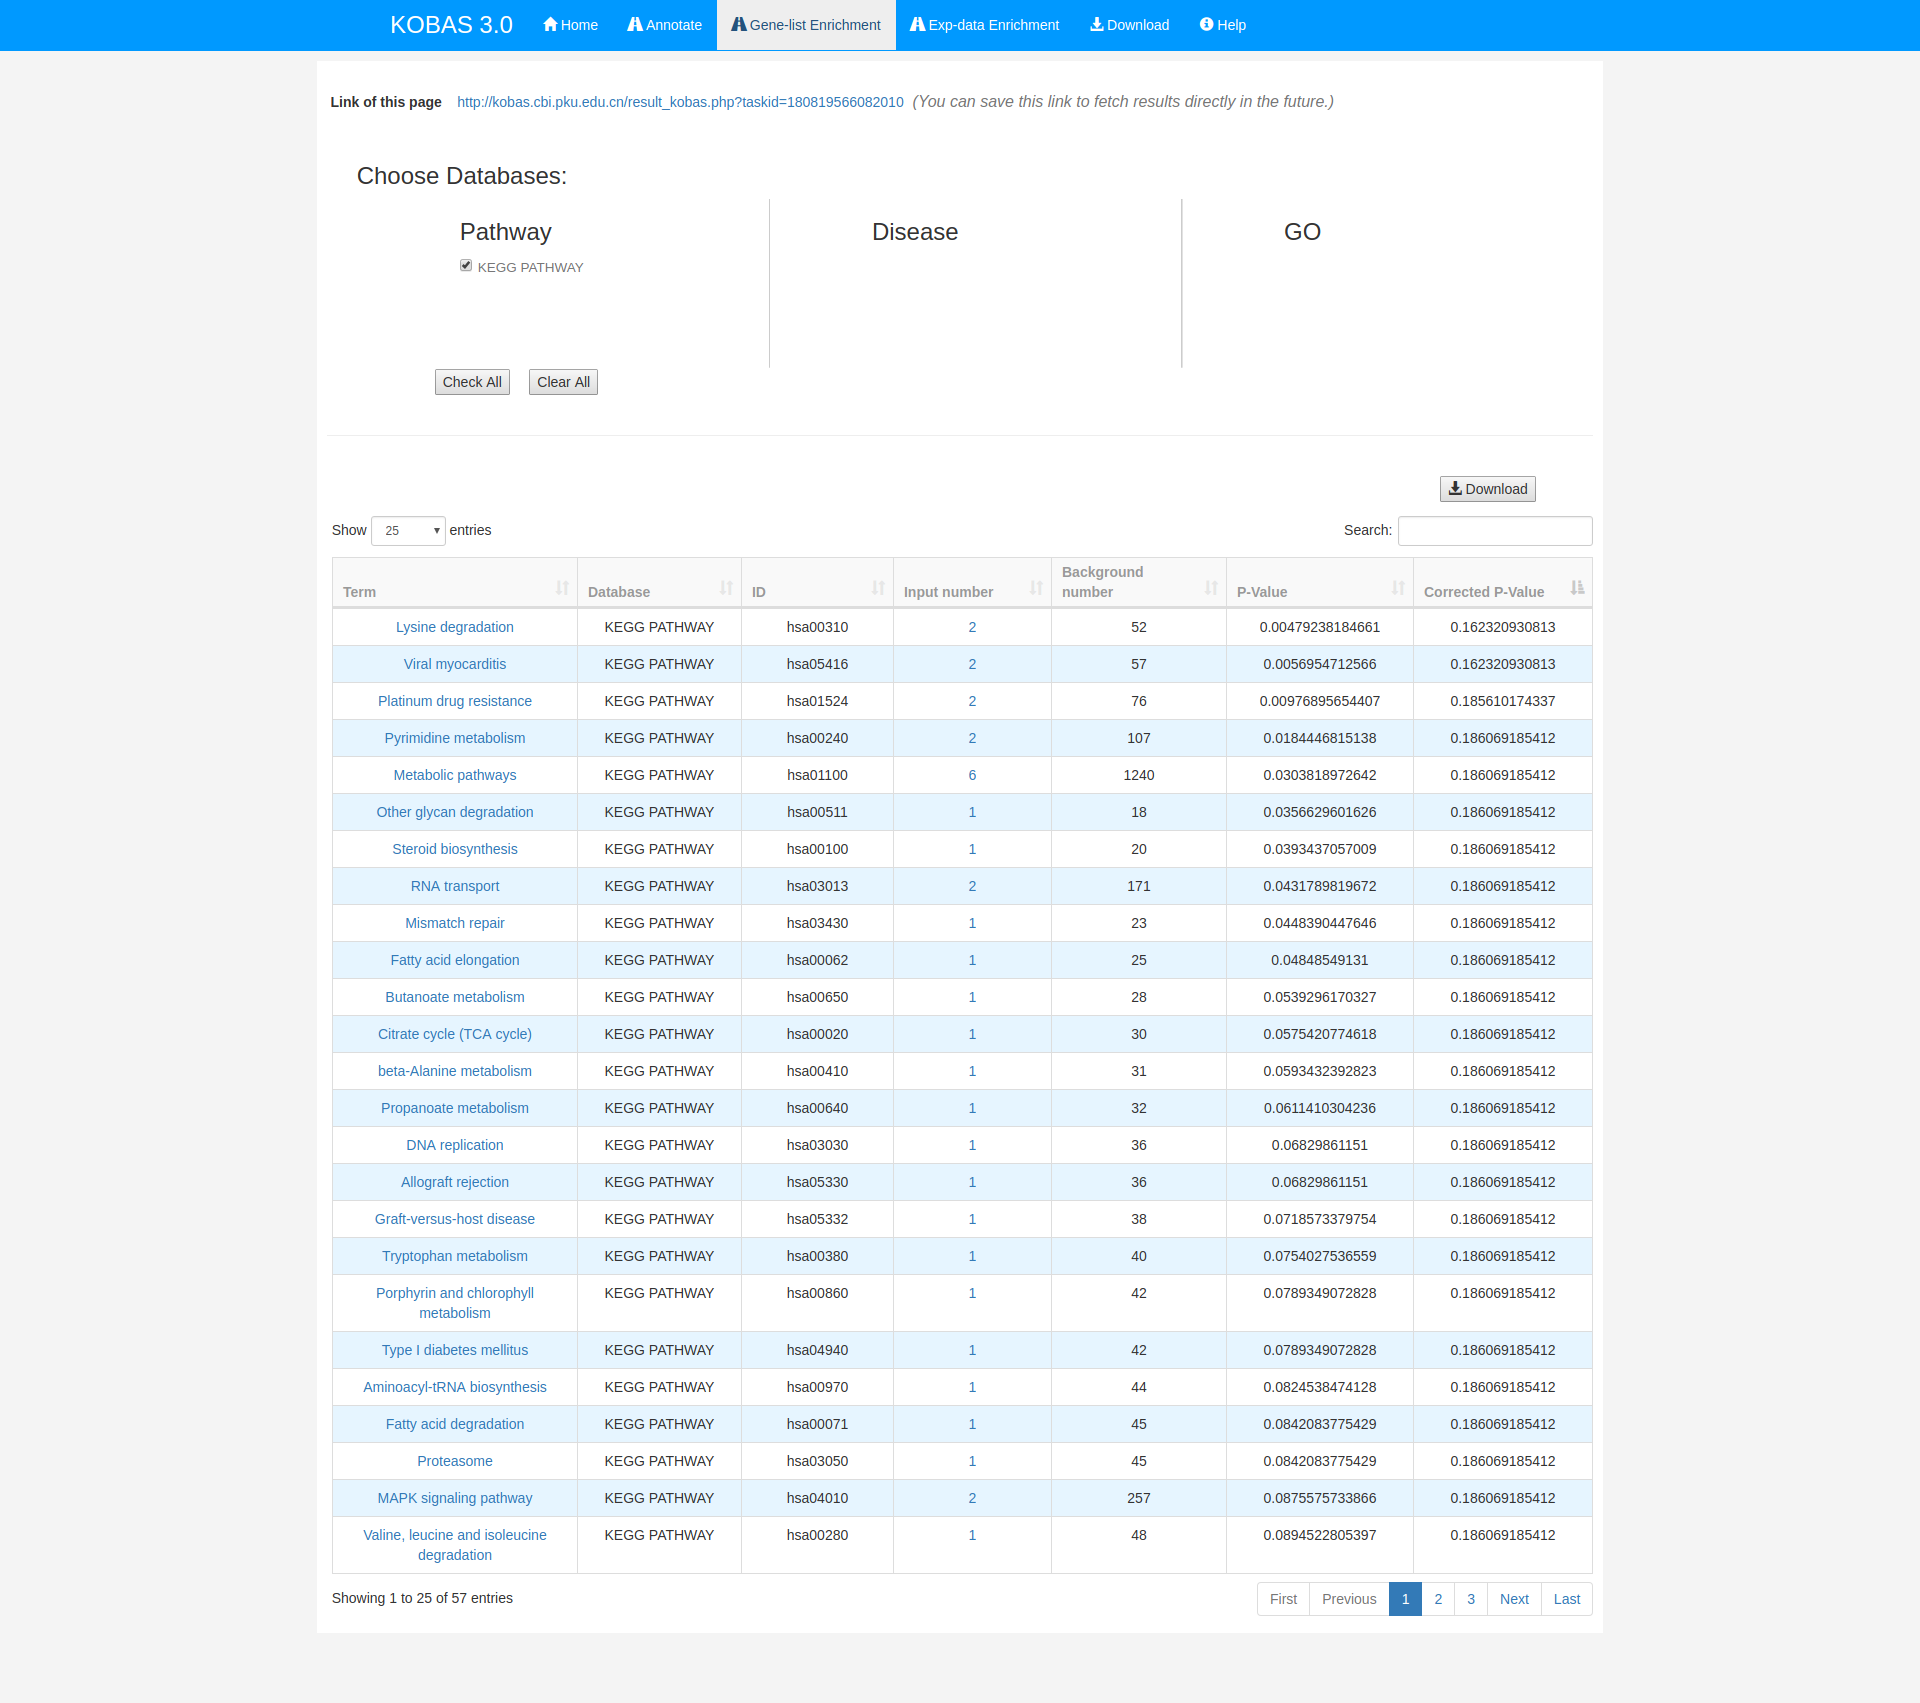 KOBAS 3.0 Home Annotate Gene-list Enrichment Exp-data Enrichment Download Help
Link of this page http://kobas.cbi.pku.edu.cn/result_kobas.php?taskid=180819566082010 (You can save this link to fetch results directly in the future.)
Choose Databases:
Pathway Disease GO
KEGG PATHWAY
Check All Clear All
Download
Show 25 entries Search:
Term Database ID Input number Background number P-Value Corrected P-Value
Lysine degradation KEGG PATHWAY hsa00310 2 52 0.00479238184661 0.162320930813
Viral myocarditis KEGG PATHWAY hsa05416 2 57 0.0056954712566 0.162320930813
Platinum drug resistance KEGG PATHWAY hsa01524 2 76 0.00976895654407 0.185610174337
Pyrimidine metabolism KEGG PATHWAY hsa00240 2 107 0.0184446815138 0.186069185412
Metabolic pathways KEGG PATHWAY hsa01100 6 1240 0.0303818972642 0.186069185412
Other glycan degradation KEGG PATHWAY hsa00511 1 18 0.0356629601626 0.186069185412
Steroid biosynthesis KEGG PATHWAY hsa00100 1 20 0.0393437057009 0.186069185412
RNA transport KEGG PATHWAY hsa03013 2 171 0.0431789819672 0.186069185412
Mismatch repair KEGG PATHWAY hsa03430 1 23 0.0448390447646 0.186069185412
Fatty acid elongation KEGG PATHWAY hsa00062 1 25 0.04848549131 0.186069185412
Butanoate metabolism KEGG PATHWAY hsa00650 1 28 0.0539296170327 0.186069185412
Citrate cycle (TCA cycle) KEGG PATHWAY hsa00020 1 30 0.0575420774618 0.186069185412
beta-Alanine metabolism KEGG PATHWAY hsa00410 1 31 0.0593432392823 0.186069185412
Propanoate metabolism KEGG PATHWAY hsa00640 1 32 0.0611410304236 0.186069185412
DNA replication KEGG PATHWAY hsa03030 1 36 0.06829861151 0.186069185412
Allograft rejection KEGG PATHWAY hsa05330 1 36 0.06829861151 0.186069185412
Graft-versus-host disease KEGG PATHWAY hsa05332 1 38 0.0718573379754 0.186069185412
Tryptophan metabolism KEGG PATHWAY hsa00380 1 40 0.0754027536559 0.186069185412
Porphyrin and chlorophyll metabolism KEGG PATHWAY hsa00860 1 42 0.0789349072828 0.186069185412
Type I diabetes mellitus KEGG PATHWAY hsa04940 1 42 0.0789349072828 0.186069185412
Aminoacyl-tRNA biosynthesis KEGG PATHWAY hsa00970 1 44 0.0824538474128 0.186069185412
Fatty acid degradation KEGG PATHWAY hsa00071 1 45 0.0842083775429 0.186069185412
Proteasome KEGG PATHWAY hsa03050 1 45 0.0842083775429 0.186069185412
MAPK signaling pathway KEGG PATHWAY hsa04010 2 257 0.0875575733866 0.186069185412
Valine, leucine and isoleucine degradation KEGG PATHWAY hsa00280 1 48 0.0894522805397 0.186069185412
Showing 1 to 25 of 57 entries First Previous 1 2 3 Next Last